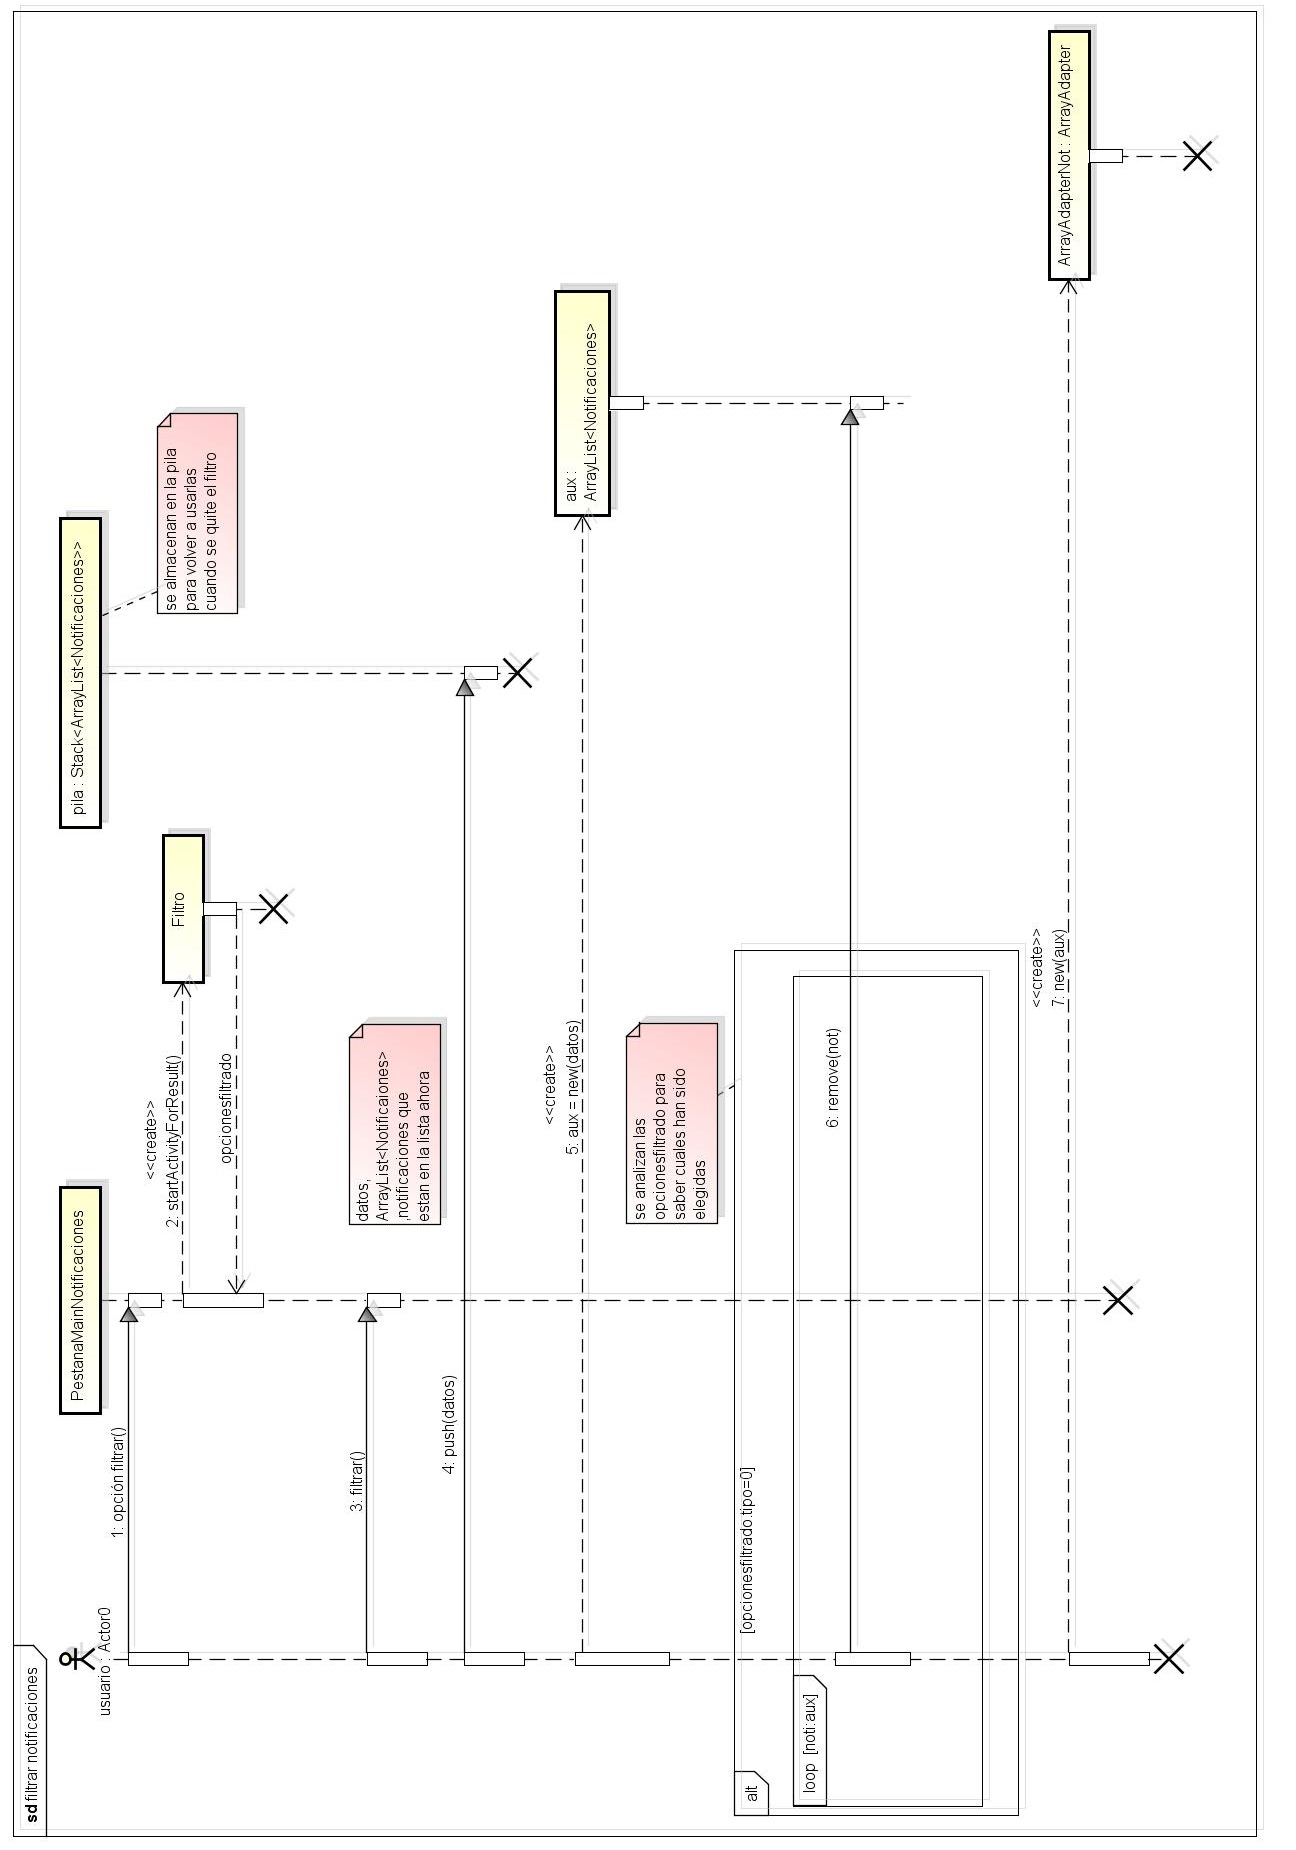 sd filtrar notificaciones
usuario : Actor0
PestanaMainNotificaciones
pila : Stack<ArrayList<Notificaciones>>
1: opción filtrar()
<<create>>
2: startActivityForResult()
Filtro
opcionesfiltrado
se almacenan en la pila
para volver a usarlas
cuando se quite el filtro
3: filtrar()
datos,
ArrayList<Notificaiones>
,notificaciones que
estan en la lista ahora
4: push(datos)
<<create>>
5: aux = new(datos)
aux :
ArrayList<Notificaciones>
se analizan las
opcionesfiltrado para
saber cuales han sido
elegidas
alt
[opcionesfiltrado.tipo=0]
loop [noti:aux]
6: remove(not)
<<create>>
7: new(aux)
ArrayAdapterNot : ArrayAdapter